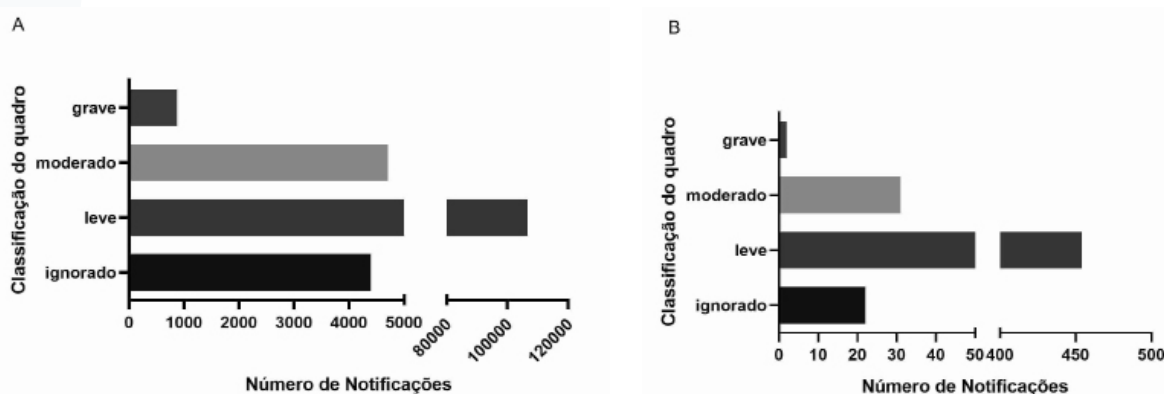 A
Classificação do quadro
grave
moderado
leve
ignorado
0 1000 2000 3000 4000 5000 80000 100000 120000
Número de Notificações
B
Classificação do quadro
grave
moderado
leve
ignorado
0 10 20 30 40 50 400 450 500
Número de Notificações